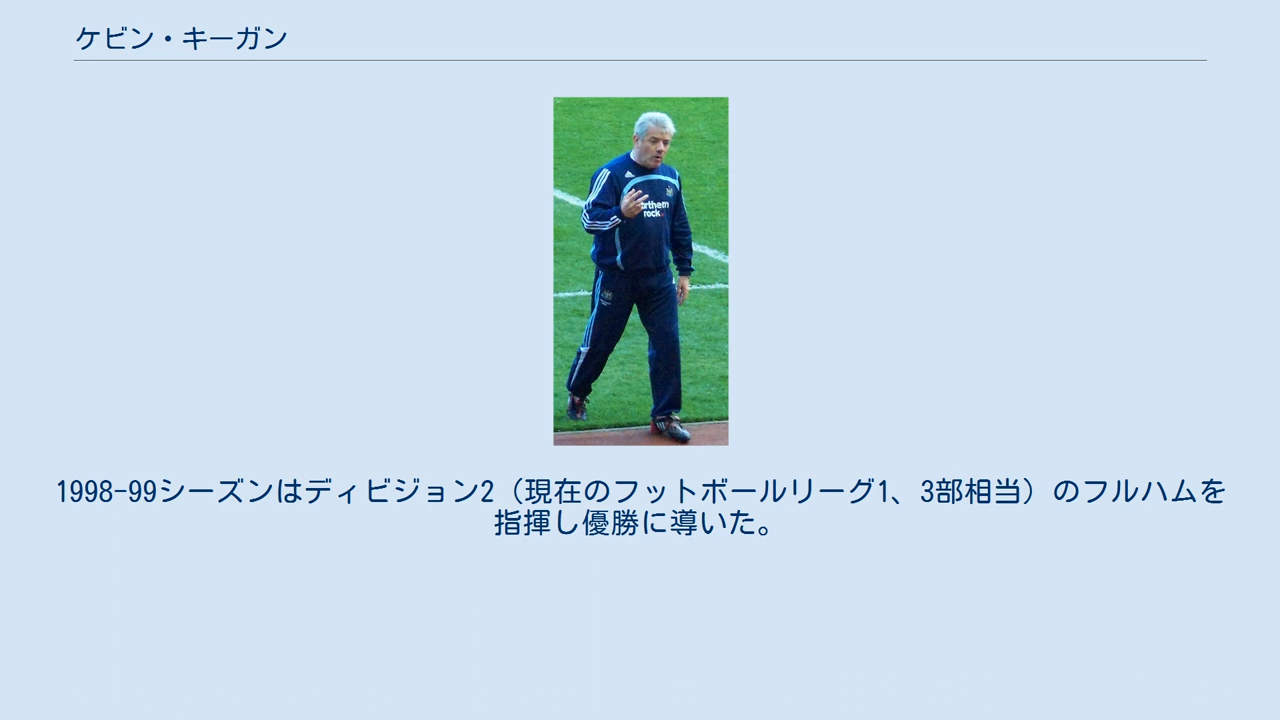 ケビン・キーガン
rthern
rock.
1998-99シーズンはディビジョン2（現在のフットボールリーグ1、3部相当）のフルハムを
指揮し優勝に導いた。